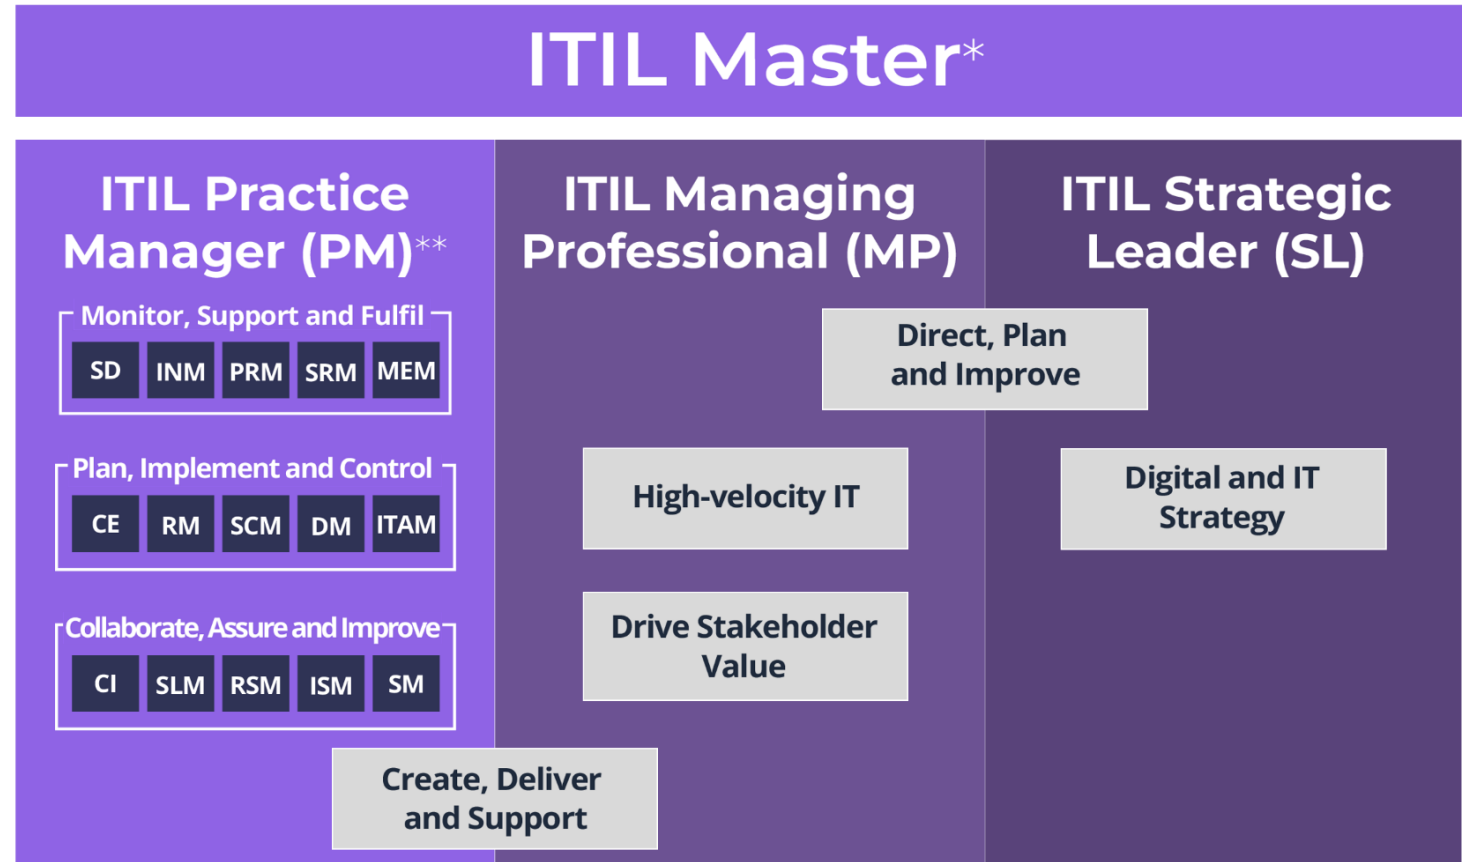 ITIL Master*
ITIL Practice
Manager (PM)**
Monitor, Support and Fulfil
SD INM PRM SRM MEM
Plan, Implement and Control
CE RM SCM DM ITAM
Collaborate, Assure and Improve
CI SLM RSM ISM SM
ITIL Managing
Professional (MP)
ITIL Strategic
Leader (SL)
Direct, Plan
and Improve
High-velocity IT
Digital and IT
Strategy
Drive Stakeholder
Value
Create, Deliver
and Support